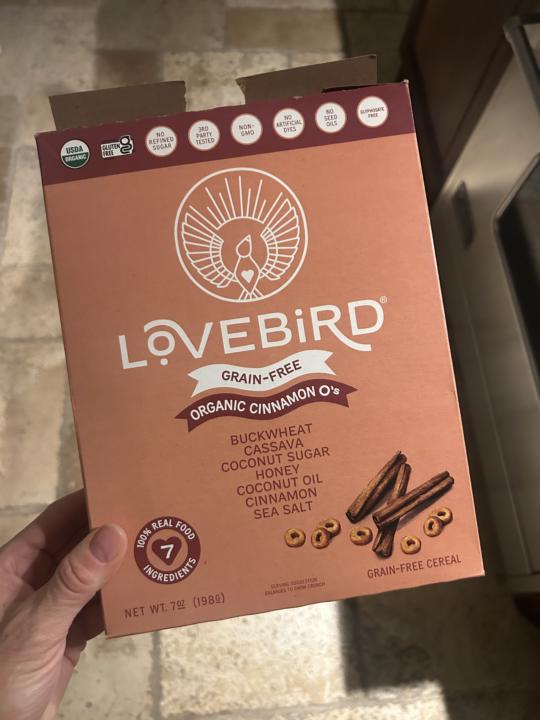 USDA
ORGANIC
GLUTEN
FREE
NO
REFINED
SUGAR
3RD
PARTY
TESTED
NON-
GMO
NO
ARTIFICIAL
DYES
NO
SEED
OILS
GLYPHOSATE
FREE
LOVEBiRD®
GRAIN-FREE
ORGANIC CINNAMON O's
BUCKWHEAT
CASSAVA
COCONUT SUGAR
HONEY
COCONUT OIL
CINNAMON
SEA SALT
100% REAL FOOD
7
INGREDIENTS
GRAIN-FREE CEREAL
SERVING SUGGESTION
ENLARGED TO SHOW CRUNCH
NET WT. 7oz (198g)